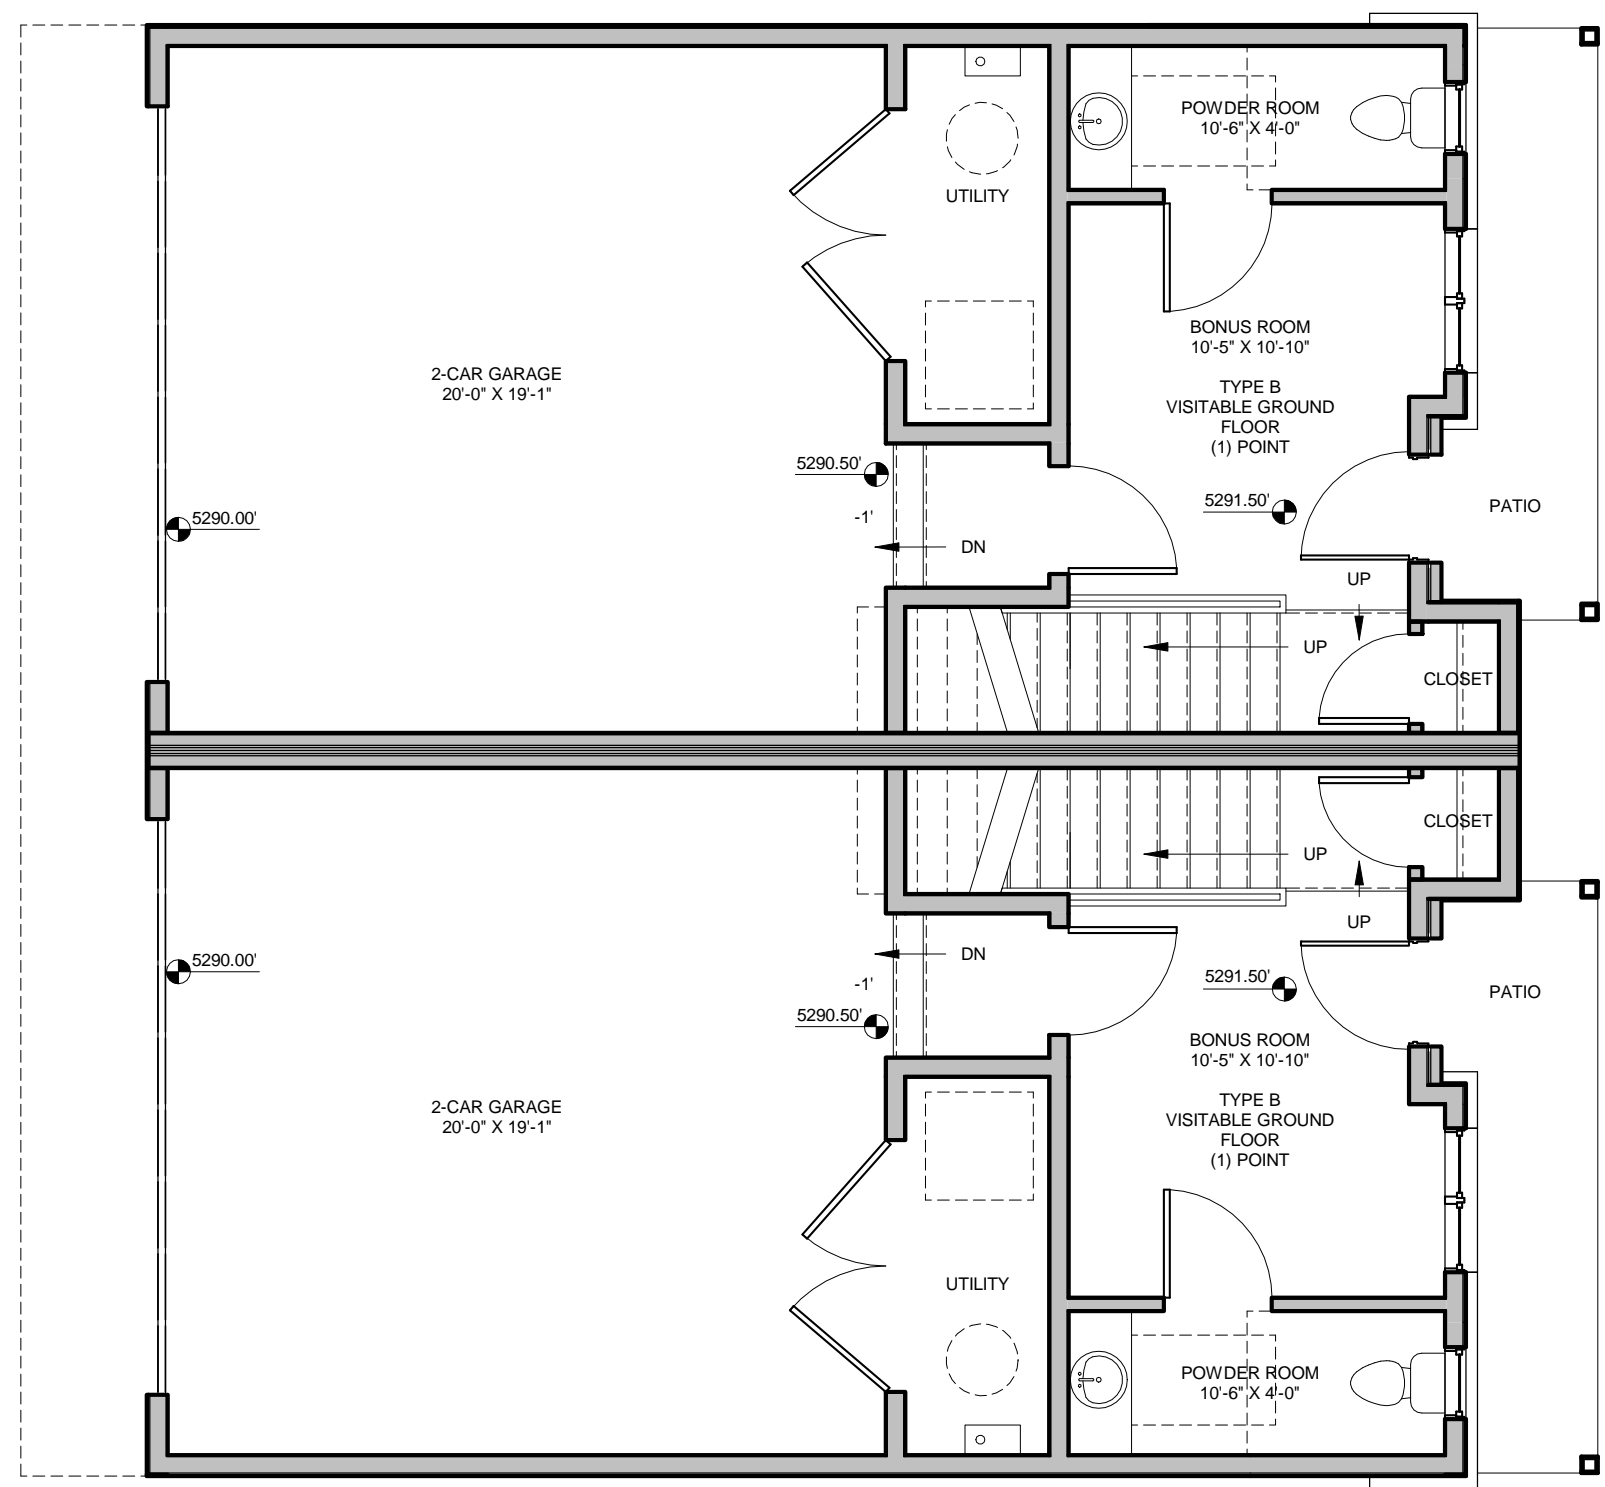 POWDER ROOM
10'-6" X 4'-0"
UTILITY
BONUS ROOM
10'-5" X 10'-10"
2-CAR GARAGE
20'-0" X 19'-1"
TYPE B
VISITABLE GROUND
FLOOR
(1) POINT
5290.50'
5291.50'
PATIO
5290.00'
-1'
DN
UP
UP
CLOSET
CLOSET
UP
UP
DN
5290.00'
5291.50'
-1'
PATIO
5290.50'
BONUS ROOM
10'-5" X 10'-10"
2-CAR GARAGE
20'-0" X 19'-1"
TYPE B
VISITABLE GROUND
FLOOR
(1) POINT
UTILITY
POWDER ROOM
10'-6" X 4'-0"